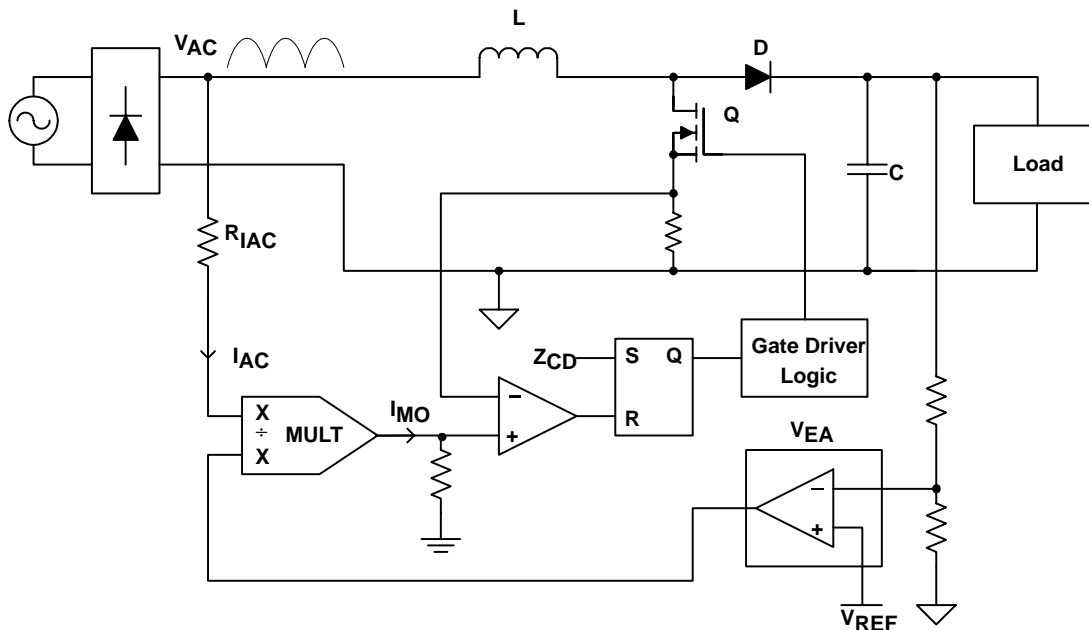 L
VAC
D
Q
C
Load
RIAC
IAC
ZCD
S Q
R
Gate Driver
Logic
IMO
X
÷
X
MULT
−
+
VEA
−
+
VREF